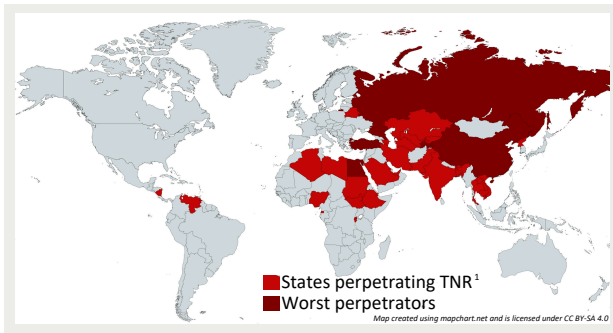 States perpetrating TNR¹
Worst perpetrators
Map created using mapchart.net and is licensed under CC BY-SA 4.0